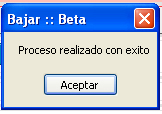 Bajar :: Beta
Proceso realizado con exito
Aceptar